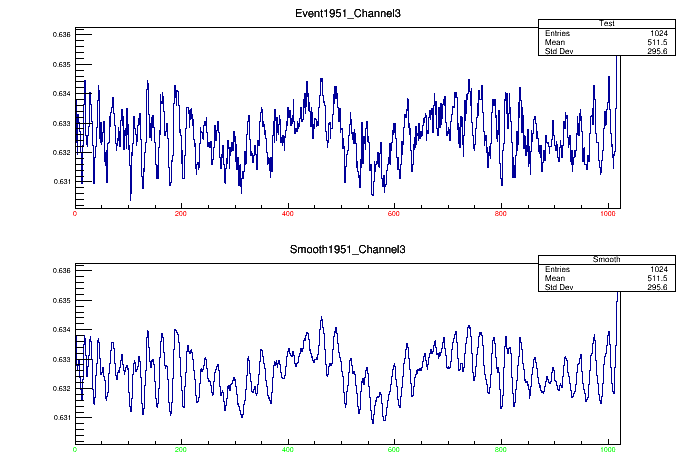 Event1951_Channel3
Test
Entries 1024
Mean 511.5
Std Dev 295.6
0.636
0.635
0.634
0.633
0.632
0.631
0 200 400 600 800 1000
Smooth1951_Channel3
Smooth
Entries 1024
Mean 511.5
Std Dev 295.6
0.636
0.635
0.634
0.633
0.632
0.631
0 200 400 600 800 1000